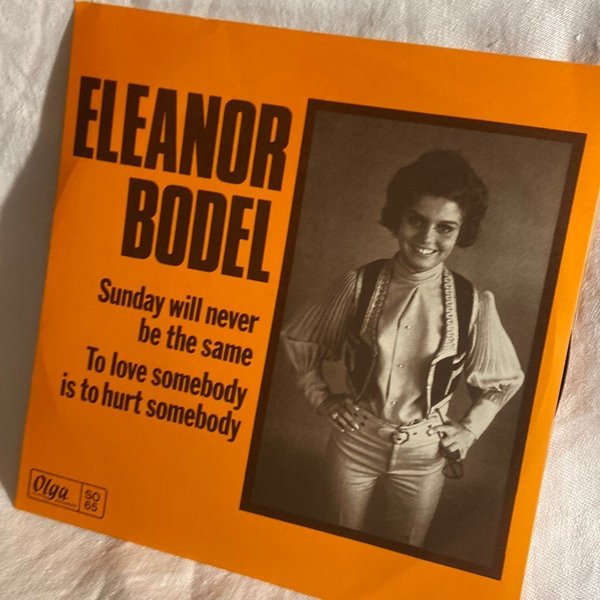 ELEANOR
BODEL
Sunday will never
be the same
To love somebody
is to hurt somebody
Olga
SO
65